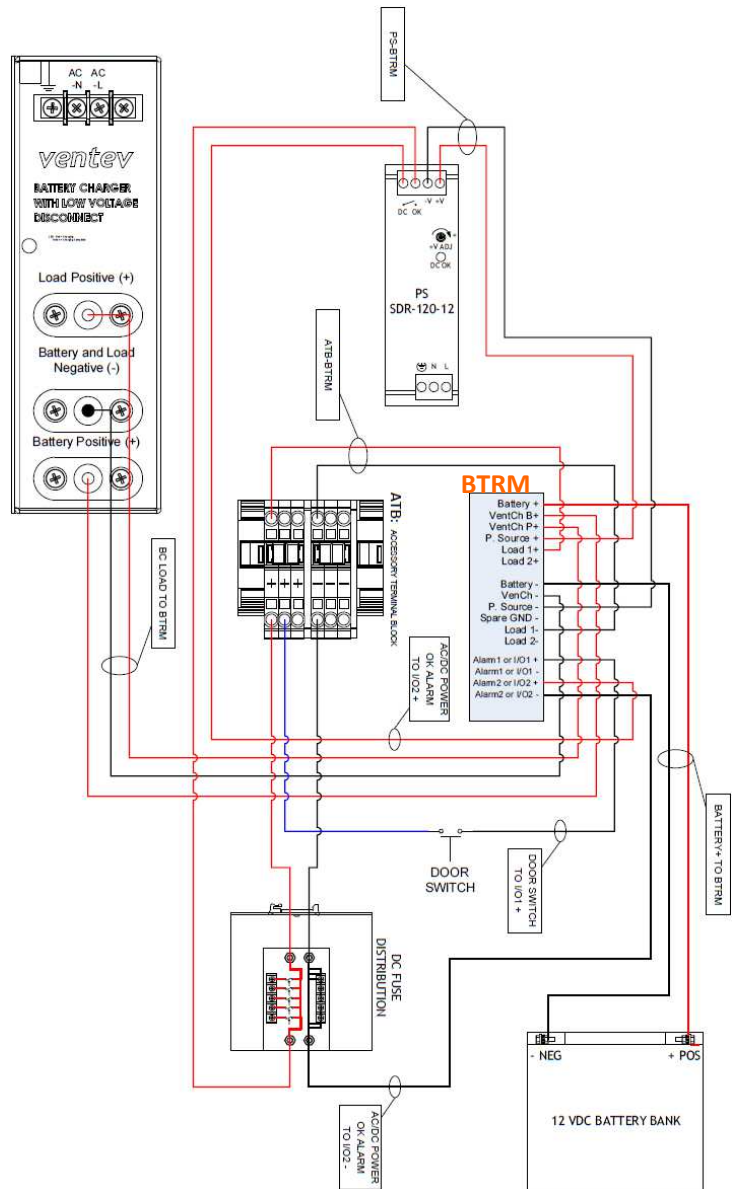 PS-BTRM
AC AC
-N -L
ventev
BATTERY CHARGER
WITH LOW VOLTAGE
DISCONNECT
Load Positive (+)
Battery and Load
Negative (-)
Battery Positive (+)
-V +V
DC OK
+
+V ADJ
DC OK
PS
SDR-120-12
N L
ATB-BTRM
ATB: ACCESSORY TERMINAL BLOCK
+ + + - - -
BTRM
Battery +
VentCh B+
VentCh P+
P. Source +
Load 1+
Load 2+
Battery -
VenCh -
P. Source -
Spare GND -
Load 1-
Load 2-
Alarm1 or I/O1 +
Alarm1 or I/O1 -
Alarm2 or I/O2 +
Alarm2 or I/O2 -
BC LOAD TO BTRM
AC/DC POWER
OK ALARM
TO I/O2 +
DOOR
SWITCH
DOOR SWITCH
TO I/O1 +
BATTERY+ TO BTRM
DC FUSE
DISTRIBUTION
- NEG + POS
12 VDC BATTERY BANK
AC/DC POWER
OK ALARM
TO I/O2 -